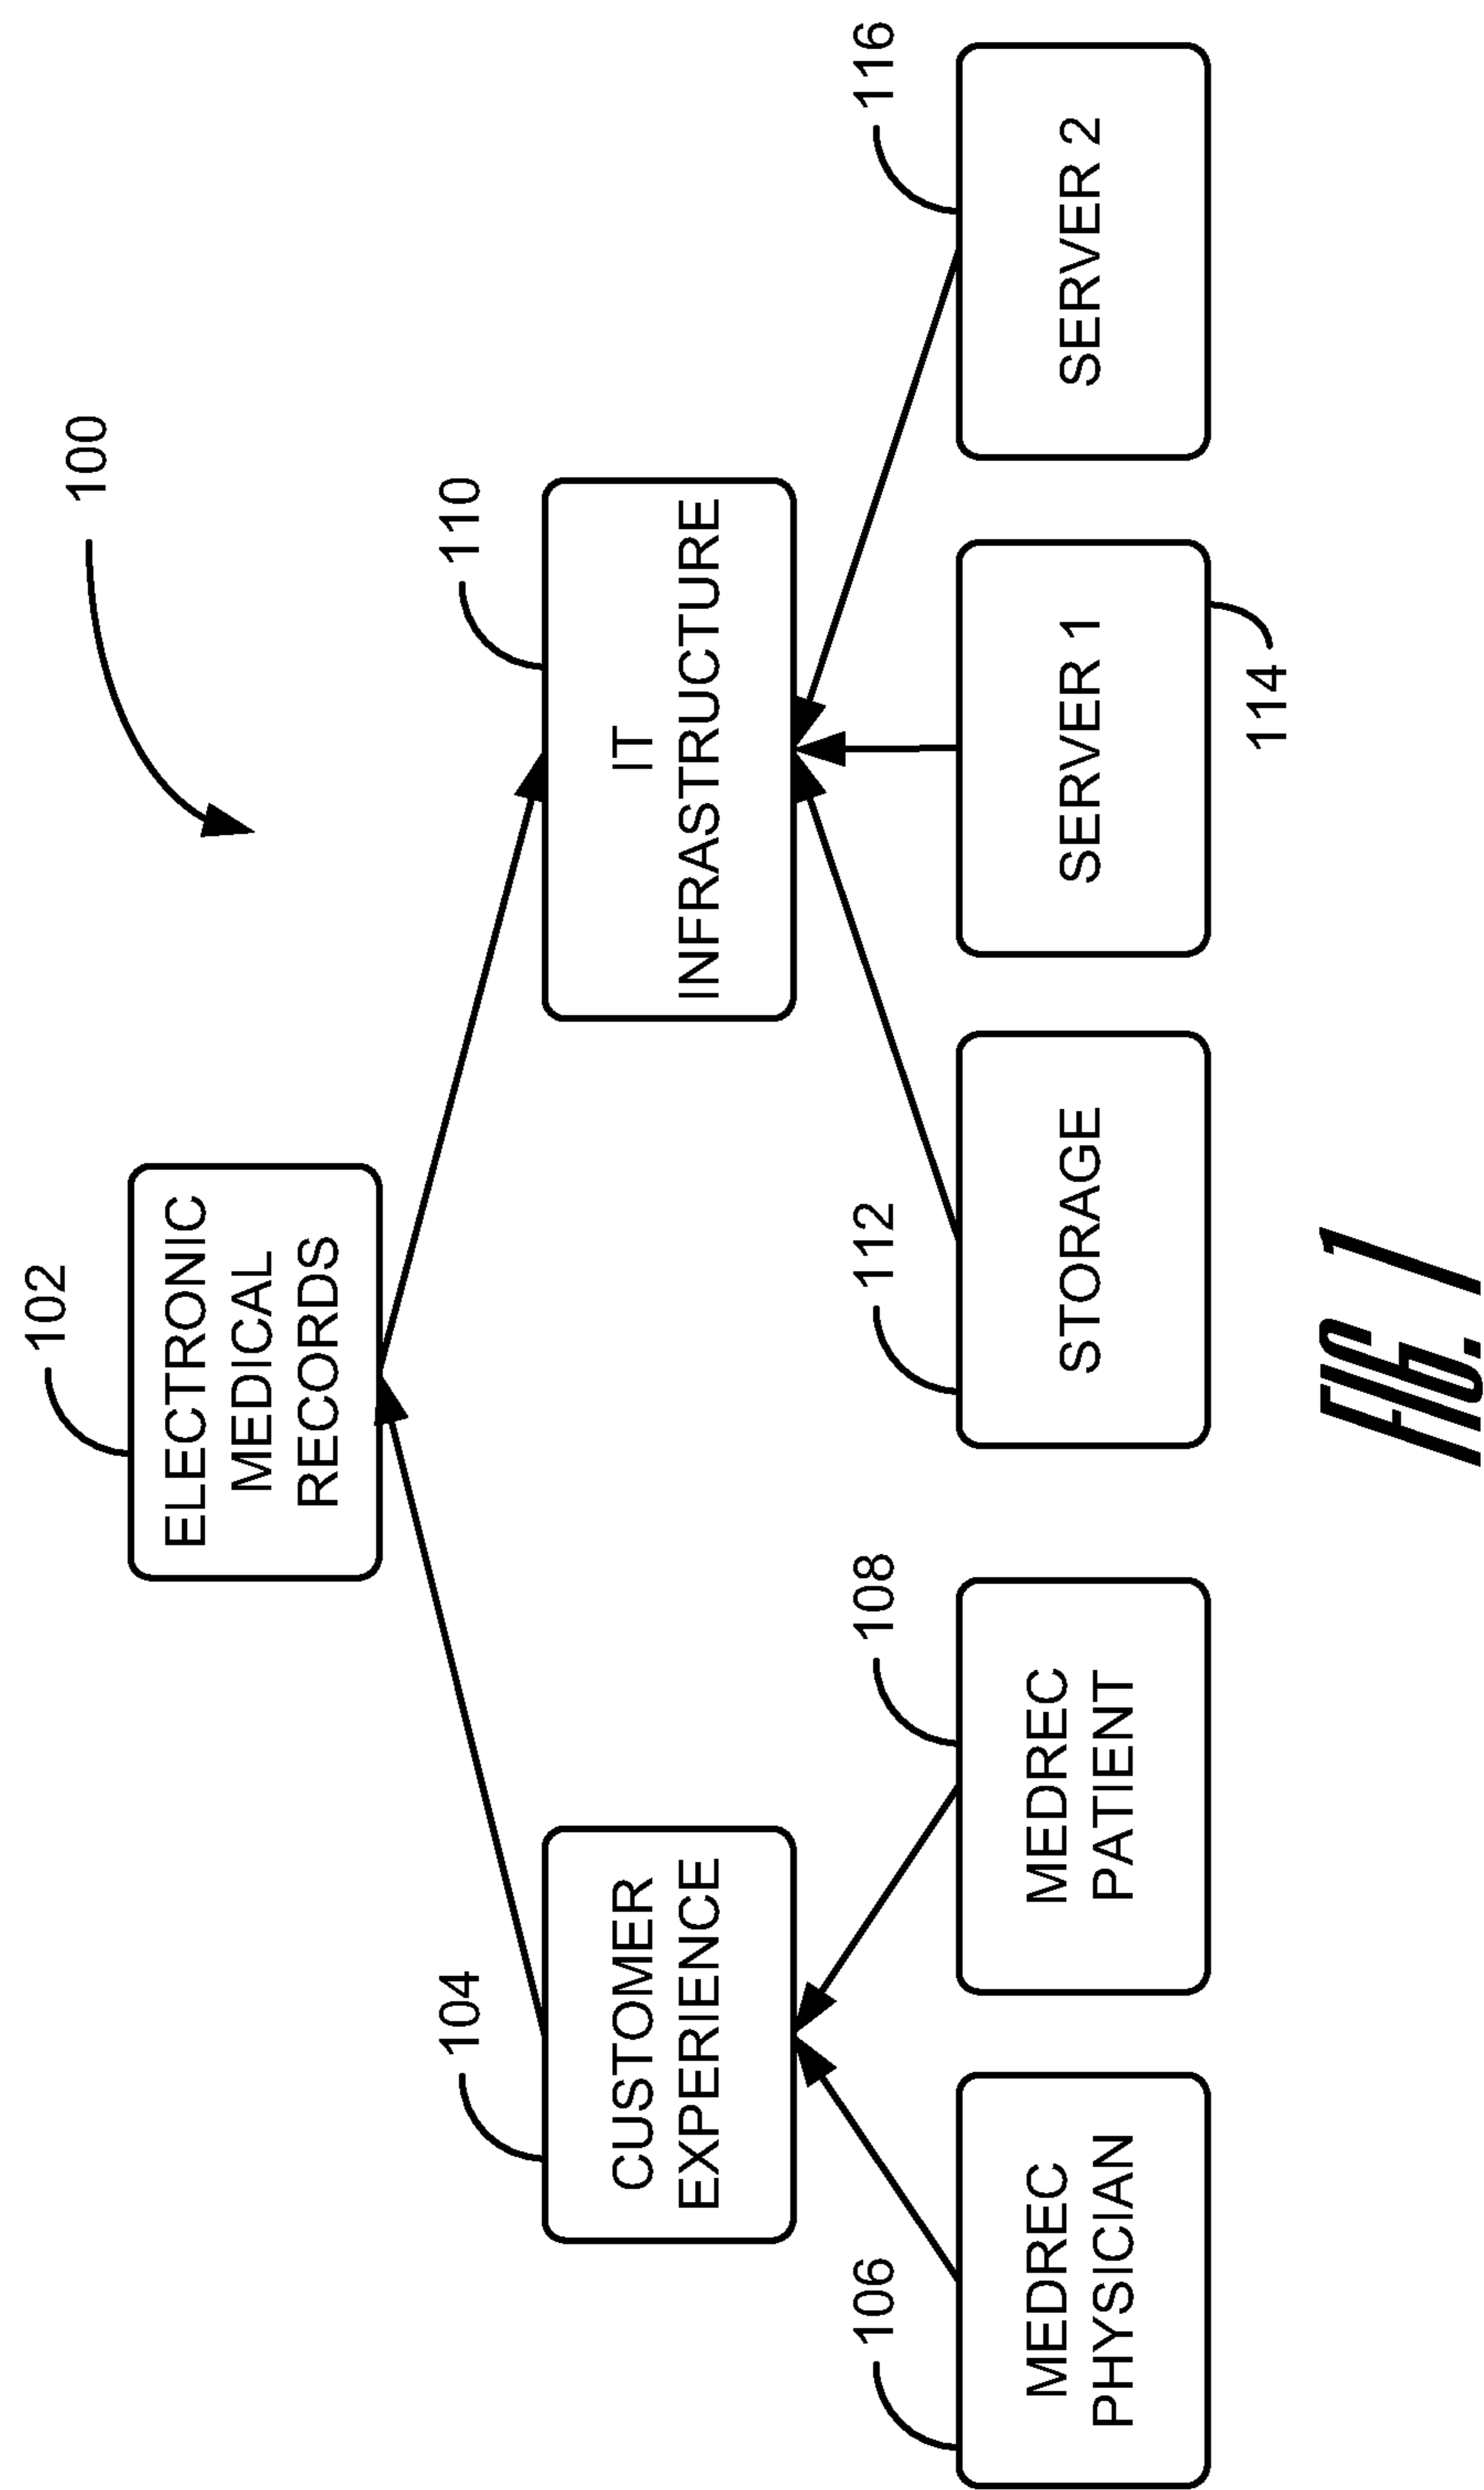 100
102
ELECTRONIC
MEDICAL
RECORDS
104
CUSTOMER
EXPERIENCE
110
IT
INFRASTRUCTURE
106
MEDREC
PHYSICIAN
108
MEDREC
PATIENT
112
STORAGE
SERVER 1
114
116
SERVER 2
FIG. 1